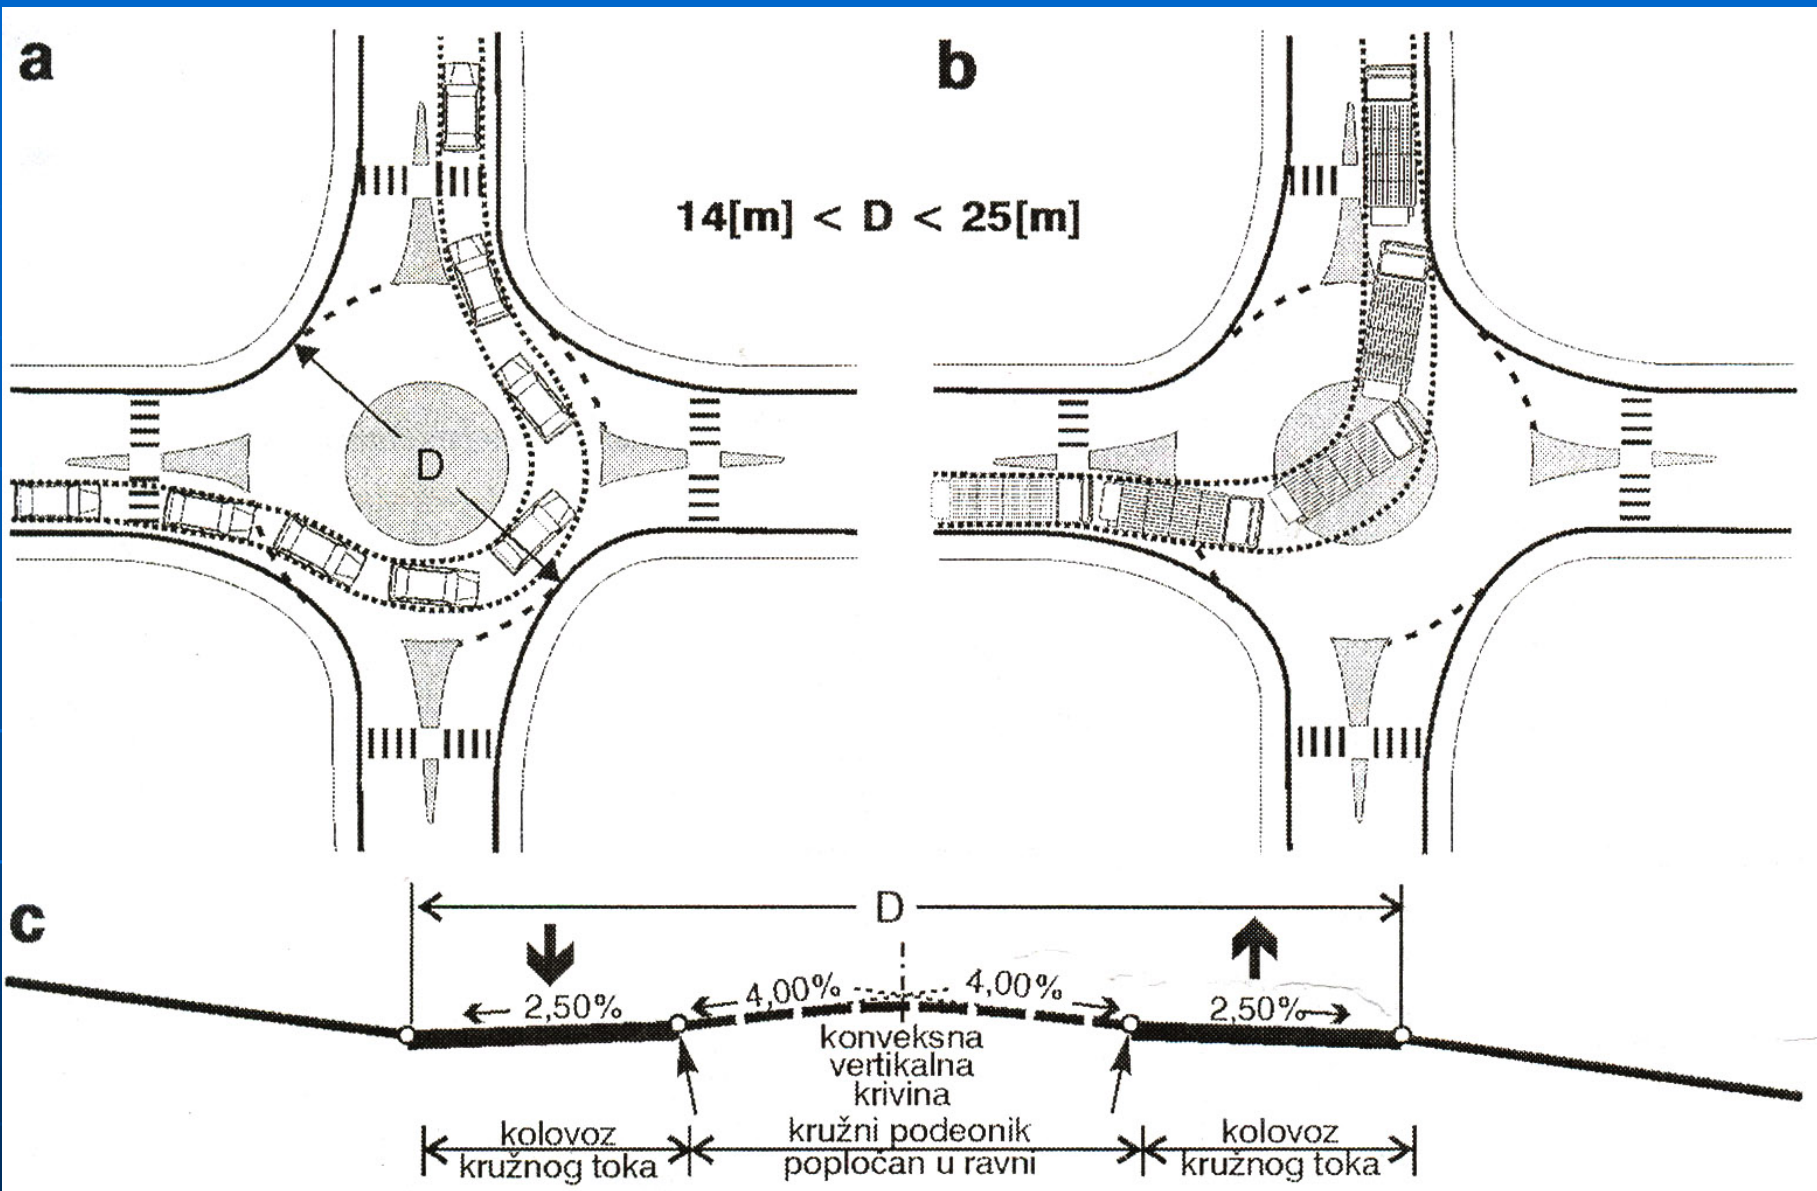 a
b
14[m] < D < 25[m]
D
c
D
2,50%
4,00%
4,00%
2,50%
konveksna
vertikalna
krivina
kolovoz
kružnog toka
kružni podeonik
popločan u ravni
kolovoz
kružnog toka